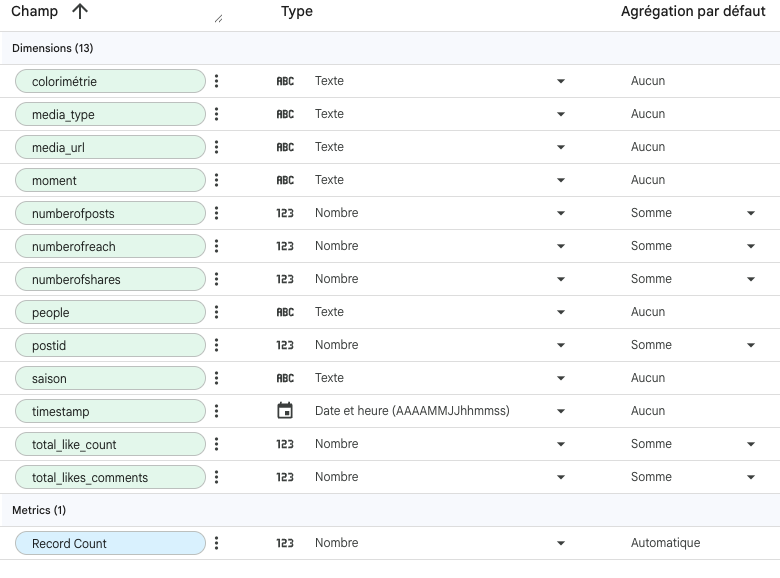 Champ Type Agrégation par défaut
Dimensions (13)
colorimétrie ABC Texte Aucun
media_type ABC Texte Aucun
media_url ABC Texte Aucun
moment ABC Texte Aucun
numberofposts 123 Nombre Somme
numberofreach 123 Nombre Somme
numberofshares 123 Nombre Somme
people ABC Texte Aucun
postid 123 Nombre Somme
saison ABC Texte Aucun
timestamp Date et heure (AAAAMMJJhhmmss) Aucun
total_like_count 123 Nombre Somme
total_likes_comments 123 Nombre Somme
Metrics (1)
Record Count 123 Nombre Automatique